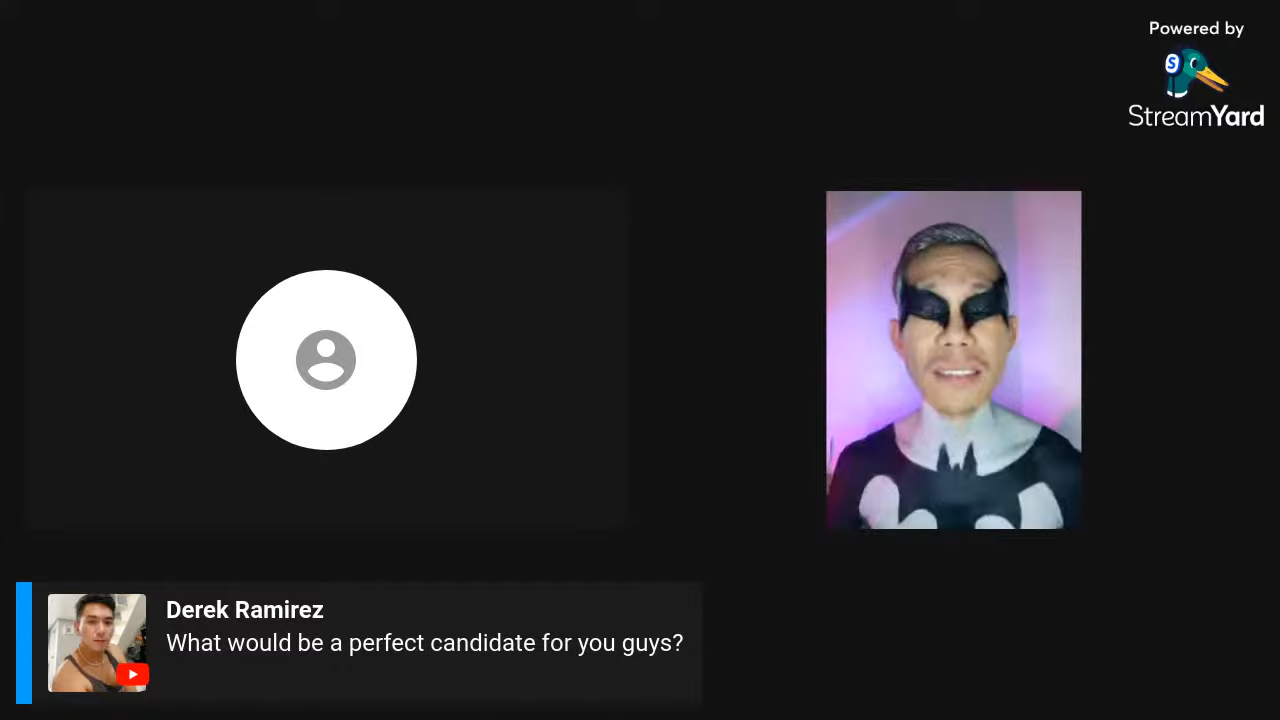 Powered by
S
StreamYard
Derek Ramirez
What would be a perfect candidate for you guys?